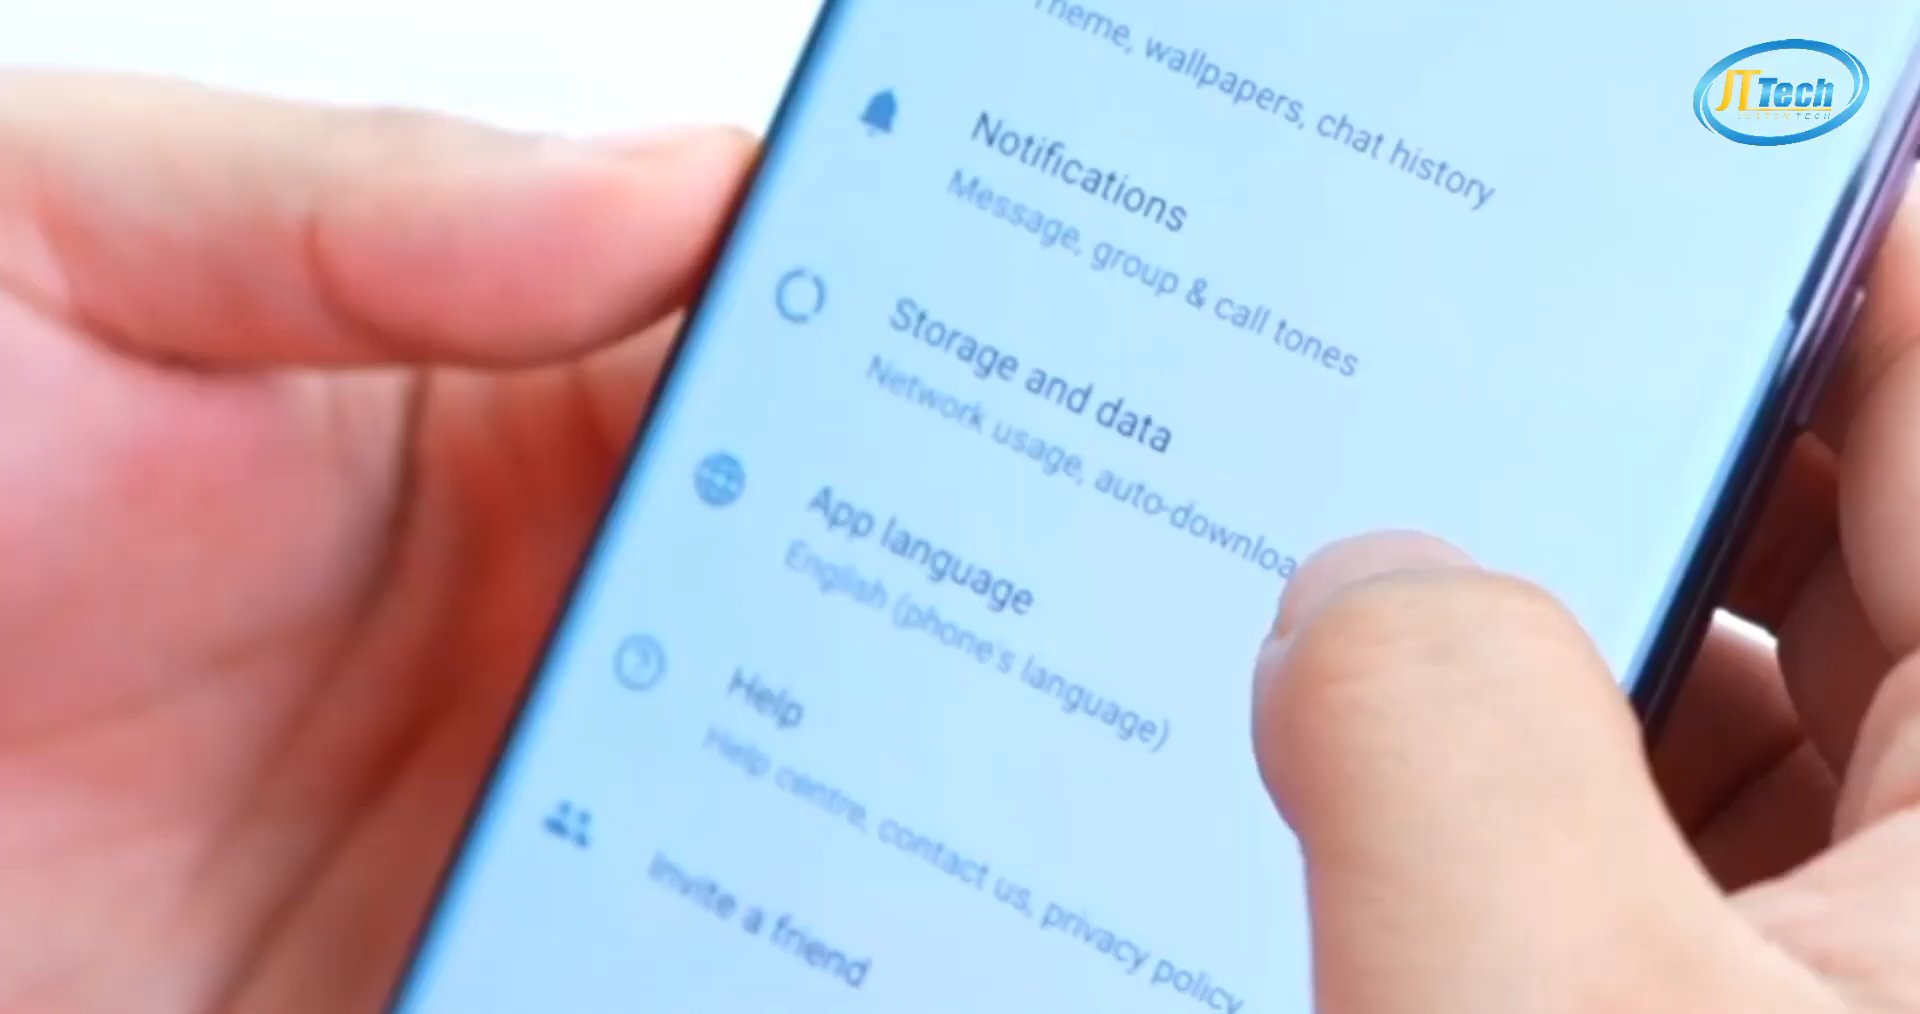 Theme, wallpapers, chat history
JTTech
Notifications
Message, group & call tones
Storage and data
Network usage, auto-downloa
App language
English (phone's language)
Help
Help centre, contact us, privacy policy
Invite a friend